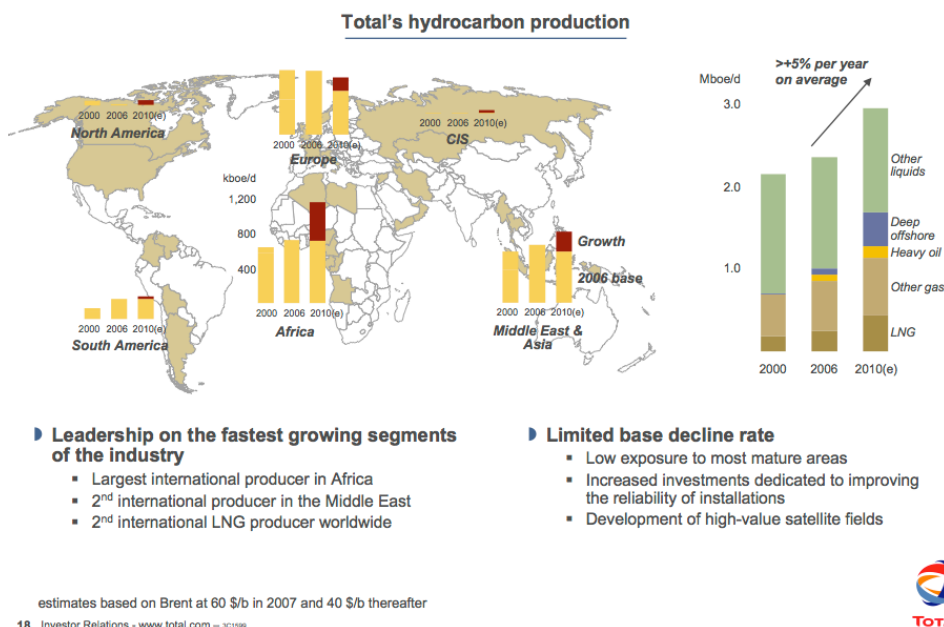 Total's hydrocarbon production
>+5% per year
on average
Mboe/d
3.0
2.0
1.0
Other
liquids
Deep
offshore
Heavy oil
Other gas
LNG
2000
2006
2010(e)
2000 2006 2010(e)
North America
2000 2006 2010(e)
Europe
2000 2006 2010(e)
CIS
kboe/d
1,200
800
400
2000 2006 2010(e)
Africa
2000 2006 2010(e)
South America
Growth
2006 base
2000 2006 2010(e)
Middle East &
Asia
Leadership on the fastest growing segments
of the industry
▪ Largest international producer in Africa
▪ 2nd international producer in the Middle East
▪ 2nd international LNG producer worldwide
Limited base decline rate
▪ Low exposure to most mature areas
▪ Increased investments dedicated to improving
the reliability of installations
▪ Development of high-value satellite fields
estimates based on Brent at 60 $/b in 2007 and 40 $/b thereafter
18 Investor Relations - www.total.com